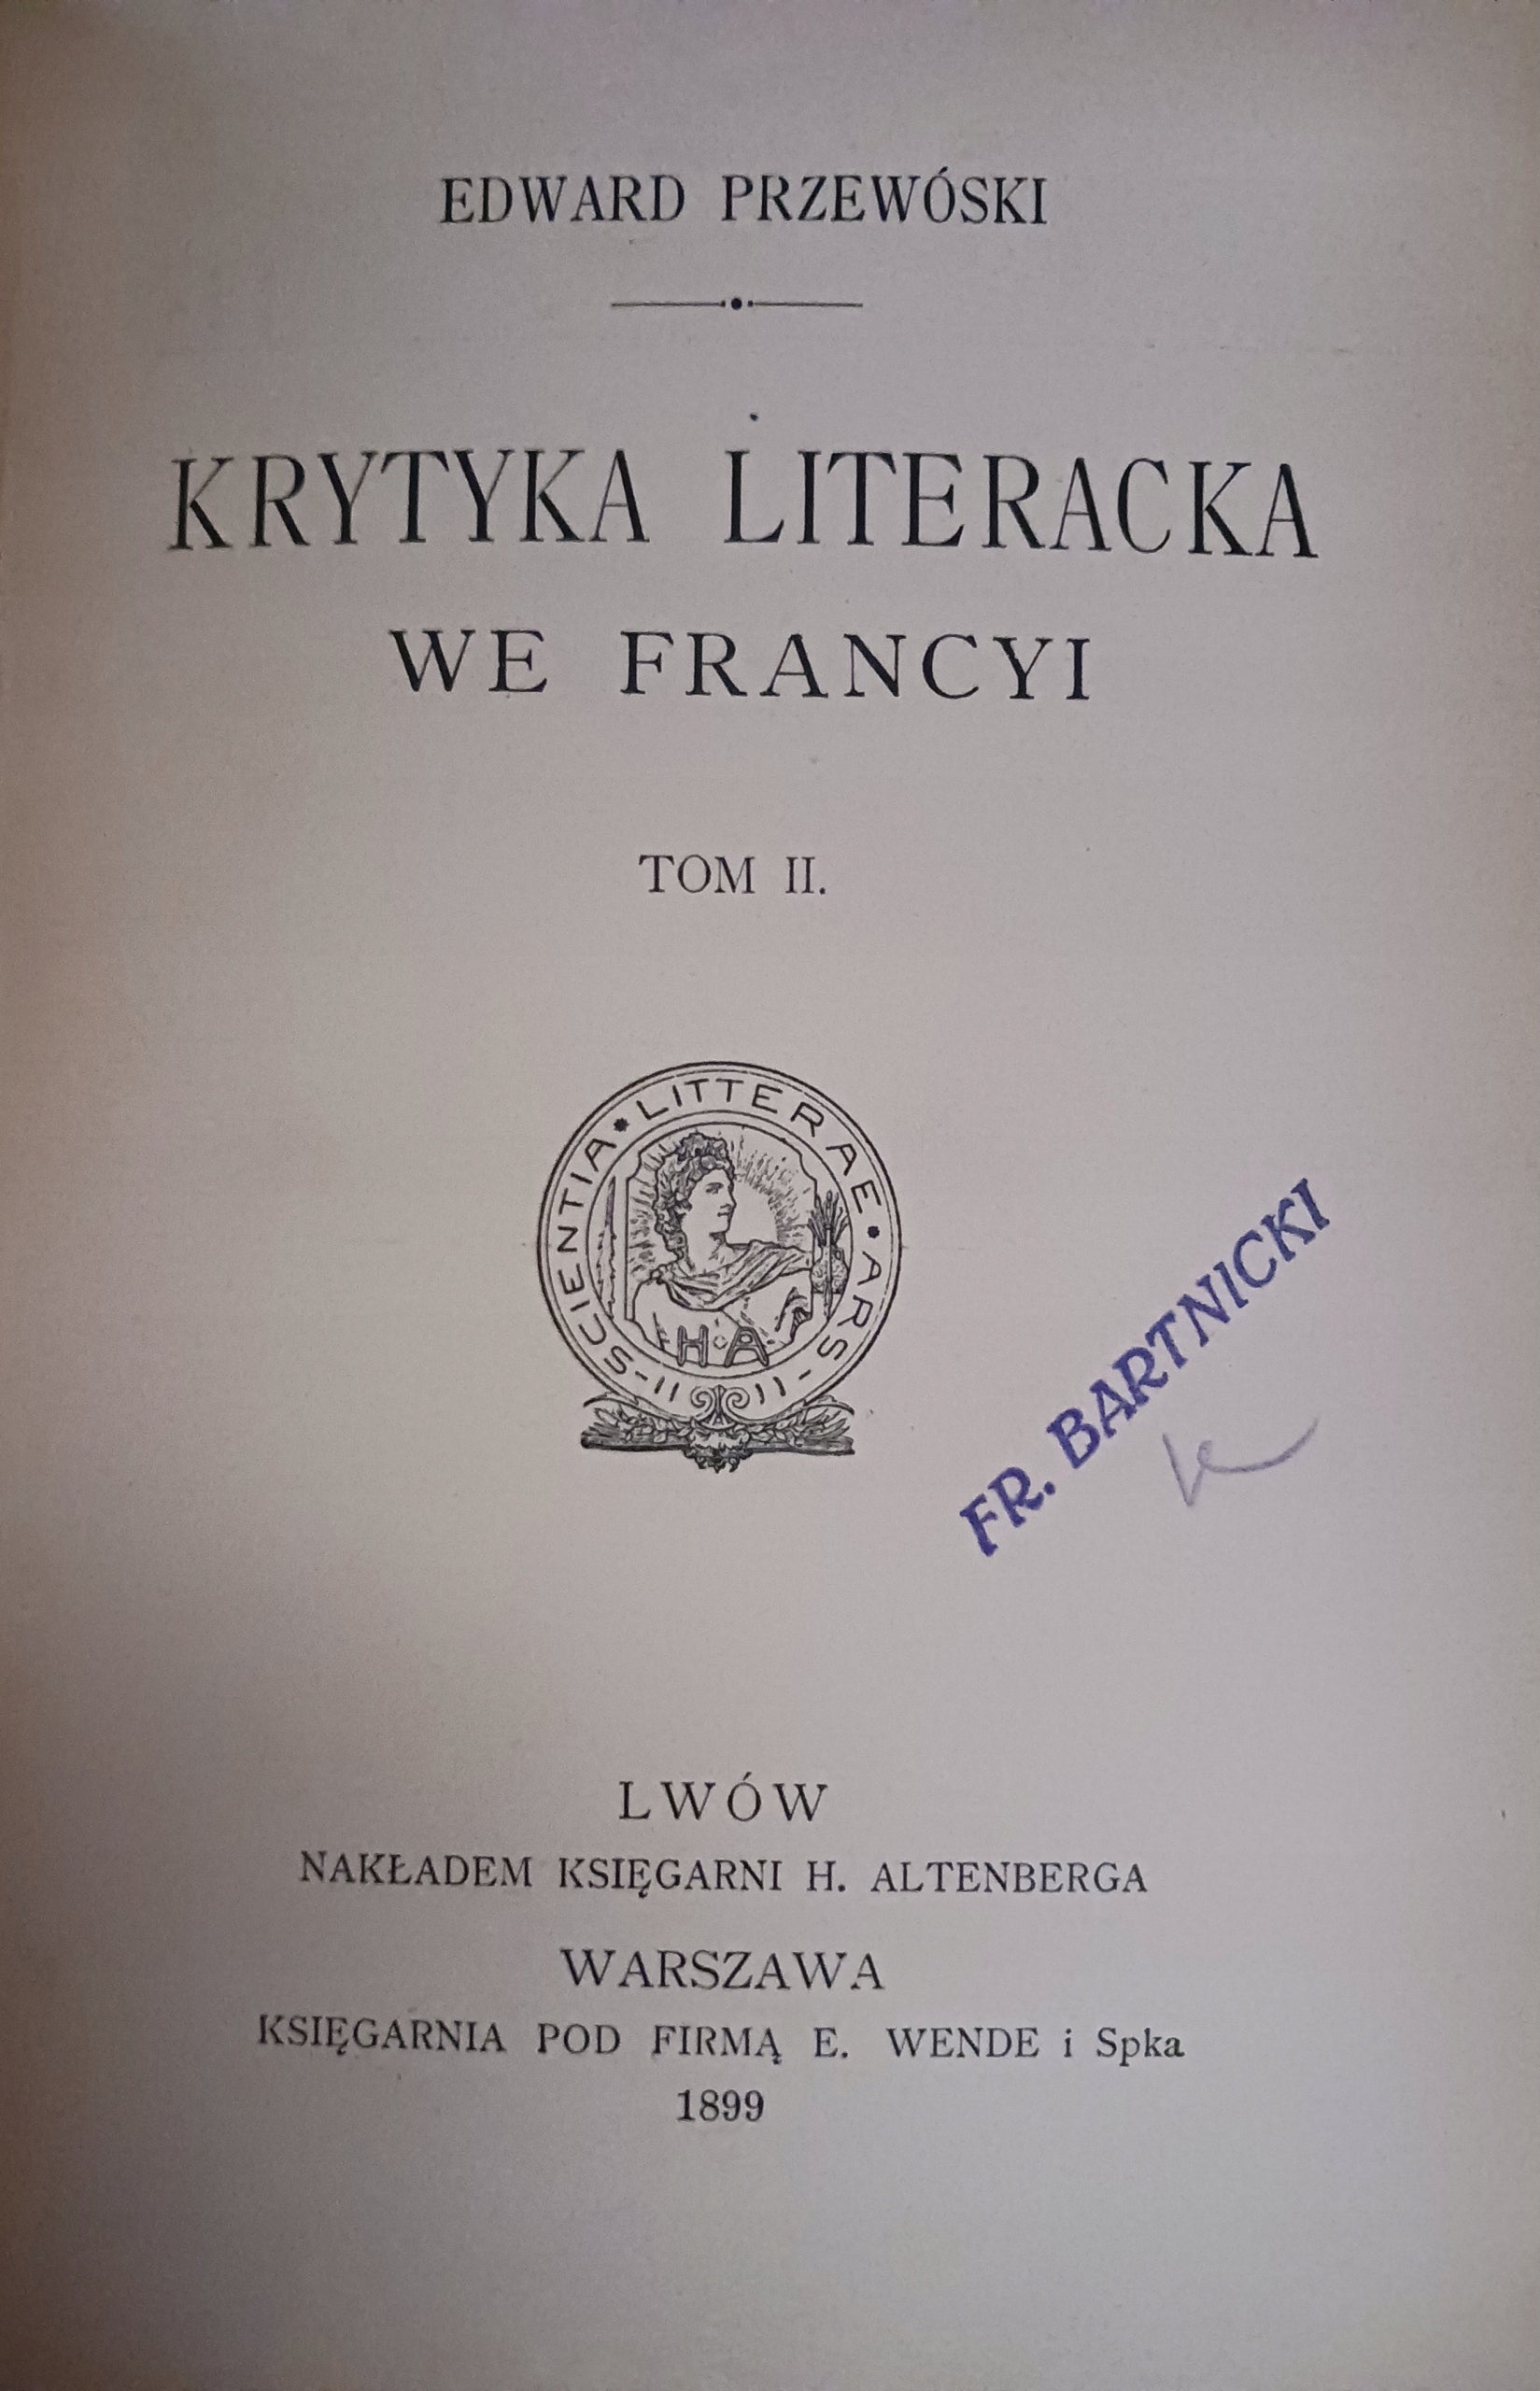 EDWARD PRZEWÓSKI
KRYTYKA LITERACKA
WE FRANCYI
TOM II.
SCIENTIA * LITTERAE * ARS
H·A
FR. BARTNICKI
LWÓW
NAKŁADEM KSIĘGARNI H. ALTENBERGA
WARSZAWA
KSIĘGARNIA POD FIRMĄ E. WENDE i Spka
1899